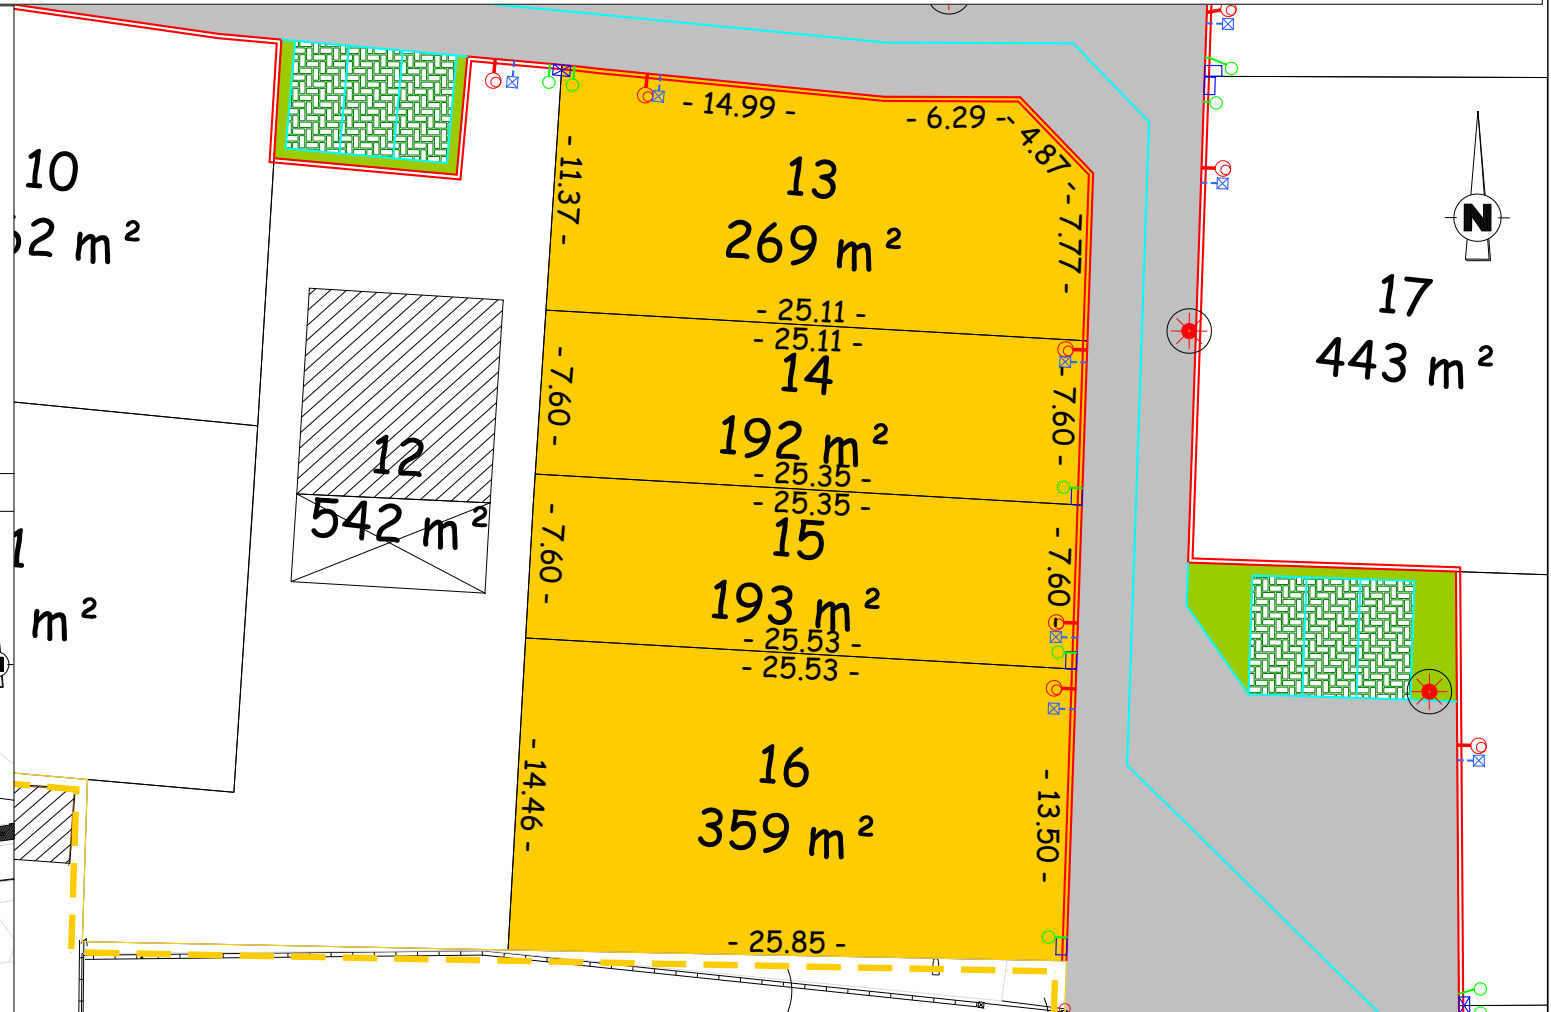 - 14.99 -
- 6.29 -
- 4.87 -
10
13
- 11.37 -
62 m²
269 m²
- 7.77 -
N
17
443 m²
- 25.11 -
- 25.11 -
14
- 7.60 -
192 m²
- 7.60 -
12
- 25.35 -
- 25.35 -
542 m²
15
- 7.60 -
193 m²
- 7.60 -
m²
- 25.53 -
- 25.53 -
16
- 14.46 -
359 m²
- 13.50 -
- 25.85 -